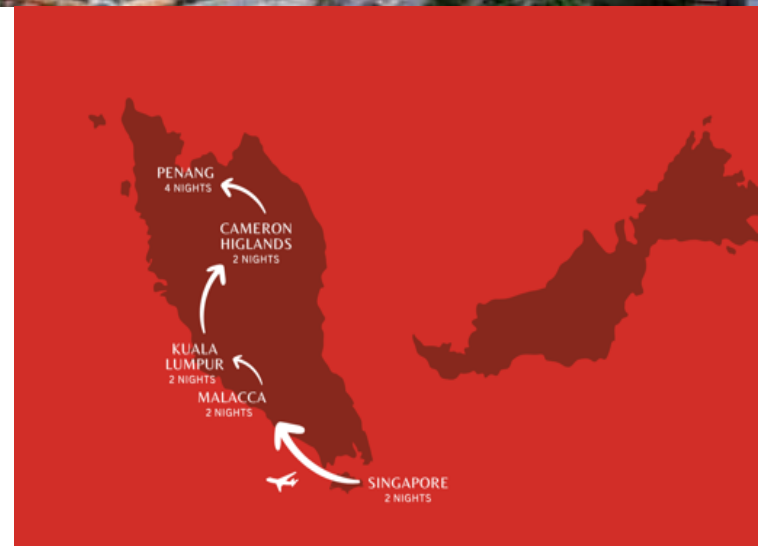 PENANG
4 NIGHTS
CAMERON
HIGLANDS
2 NIGHTS
KUALA
LUMPUR
2 NIGHTS
MALACCA
2 NIGHTS
SINGAPORE
2 NIGHTS